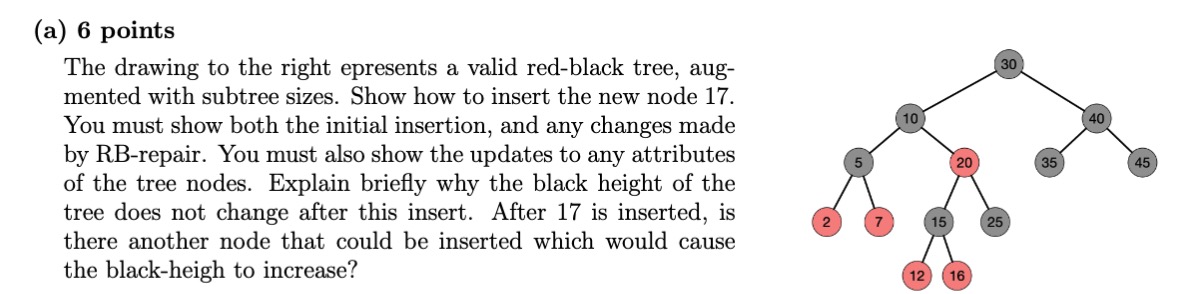 (a) 6 points
The drawing to the right epresents a valid red-black tree, aug-
mented with subtree sizes. Show how to insert the new node 17.
You must show both the initial insertion, and any changes made
by RB-repair. You must also show the updates to any attributes
of the tree nodes. Explain briefly why the black height of the
tree does not change after this insert. After 17 is inserted, is
there another node that could be inserted which would cause
the black-heigh to increase?
30
10 40
5 20 35 45
2 7 15 25
12 16